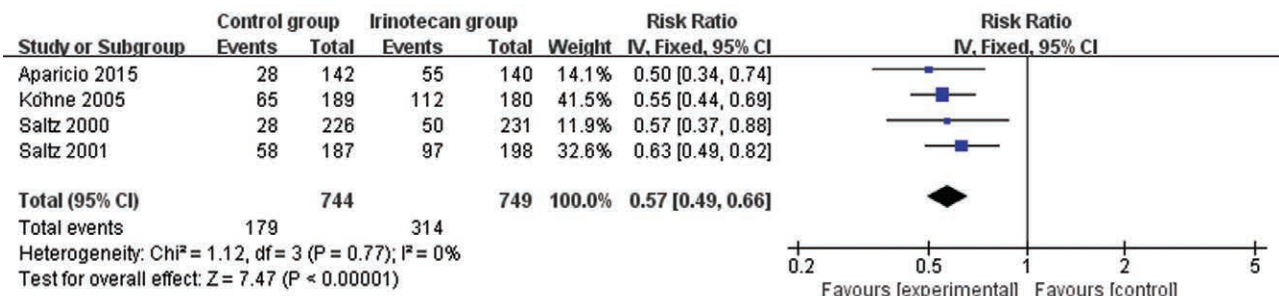 Control group Irinotecan group Risk Ratio Risk Ratio
Study or Subgroup Events Total Events Total Weight IV, Fixed, 95% CI IV, Fixed, 95% CI
Aparicio 2015 28 142 55 140 14.1% 0.50 [0.34, 0.74]
Köhne 2005 65 189 112 180 41.5% 0.55 [0.44, 0.69]
Saltz 2000 28 226 50 231 11.9% 0.57 [0.37, 0.88]
Saltz 2001 58 187 97 198 32.6% 0.63 [0.49, 0.82]
Total (95% CI) 744 749 100.0% 0.57 [0.49, 0.66]
Total events 179 314
Heterogeneity: Chi² = 1.12, df = 3 (P = 0.77); I² = 0%
Test for overall effect: Z = 7.47 (P < 0.00001)
0.2 0.5 1 2 5
Favours [experimental] Favours [control]